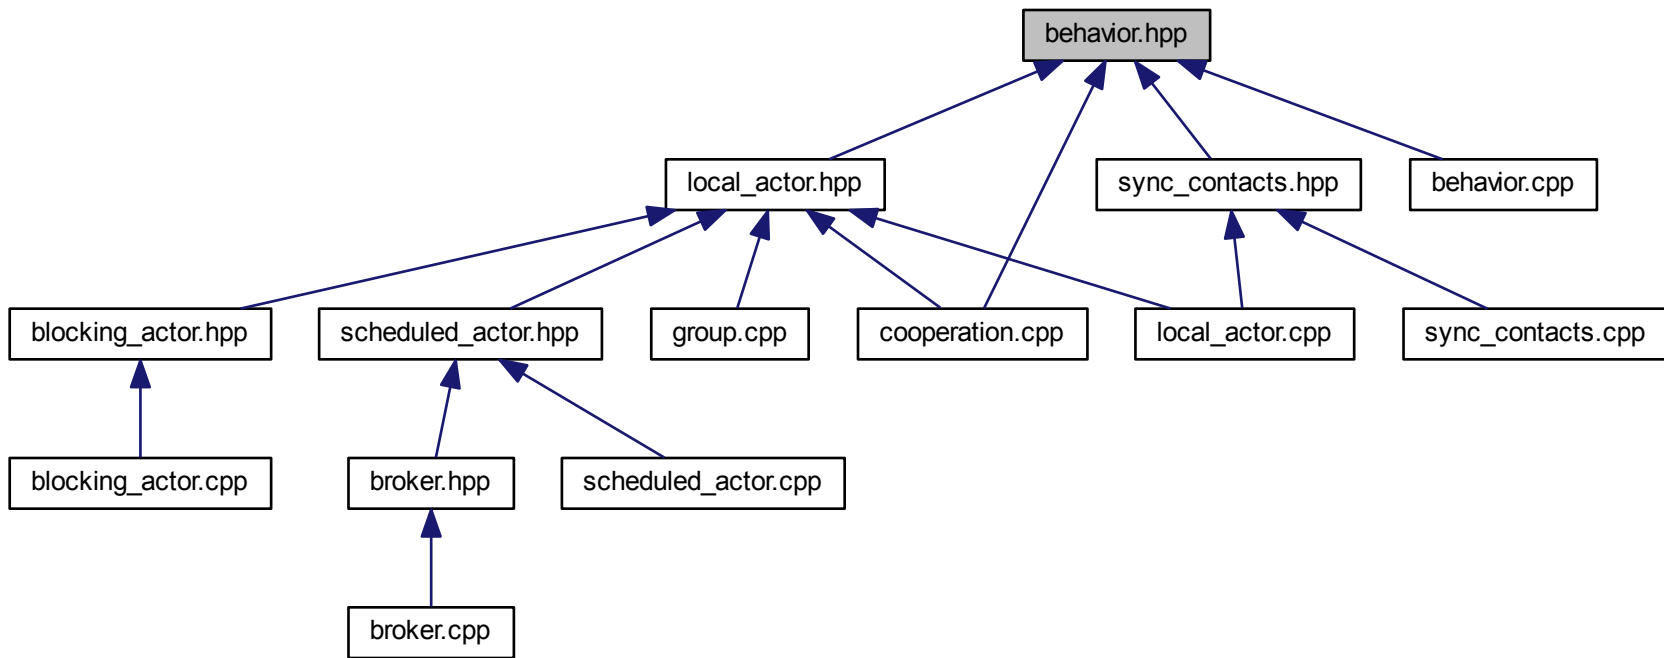 behavior.hpp
local_actor.hpp
sync_contacts.hpp
behavior.cpp
blocking_actor.hpp
scheduled_actor.hpp
group.cpp
cooperation.cpp
local_actor.cpp
sync_contacts.cpp
blocking_actor.cpp
broker.hpp
scheduled_actor.cpp
broker.cpp